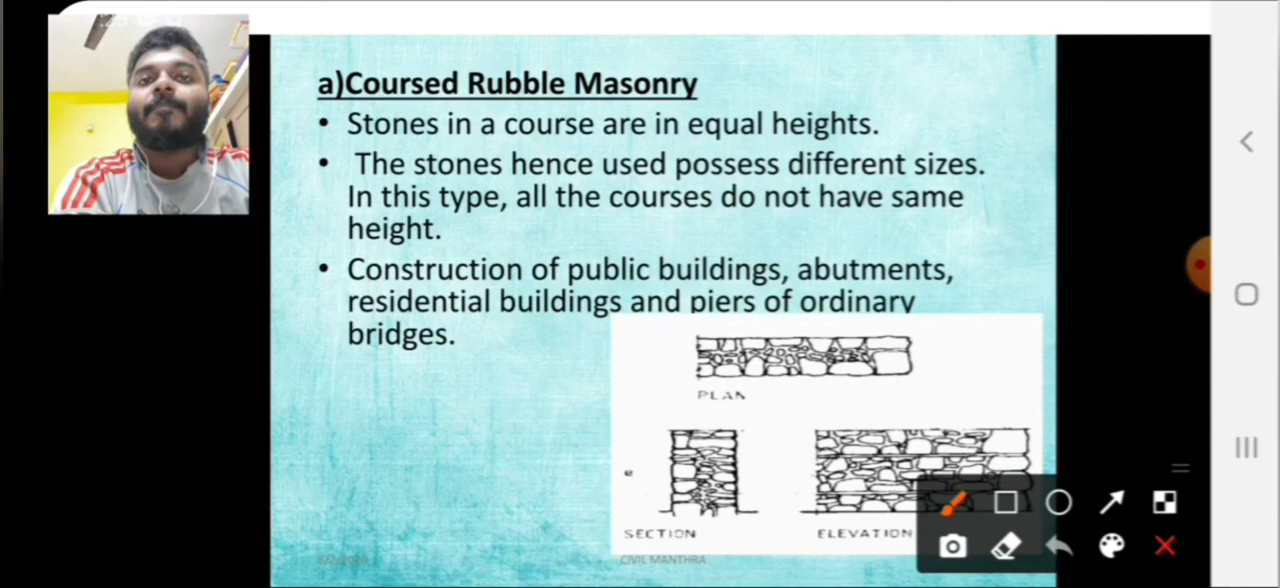 a)Coursed Rubble Masonry
• Stones in a course are in equal heights.
• The stones hence used possess different sizes.
In this type, all the courses do not have same
height.
• Construction of public buildings, abutments,
residential buildings and piers of ordinary
bridges.
PLAN
e
SECTION
ELEVATION
CIVIL MANTHRA